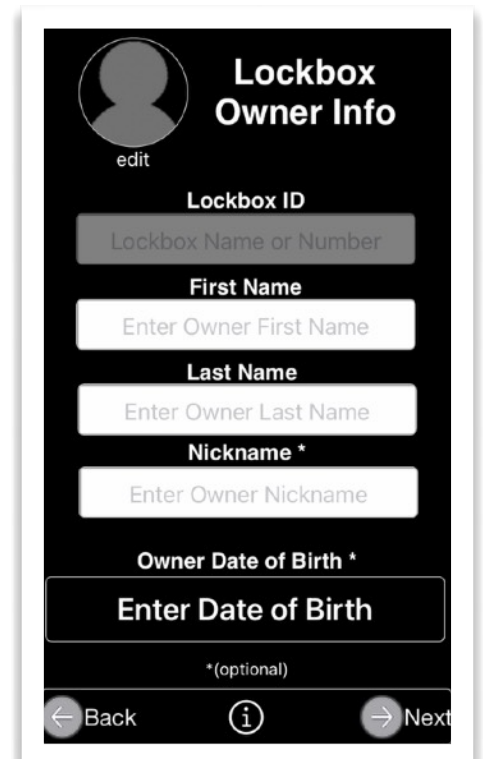 Lockbox
Owner Info
edit
Lockbox ID
Lockbox Name or Number
First Name
Enter Owner First Name
Last Name
Enter Owner Last Name
Nickname *
Enter Owner Nickname
Owner Date of Birth *
Enter Date of Birth
*(optional)
Back
Next